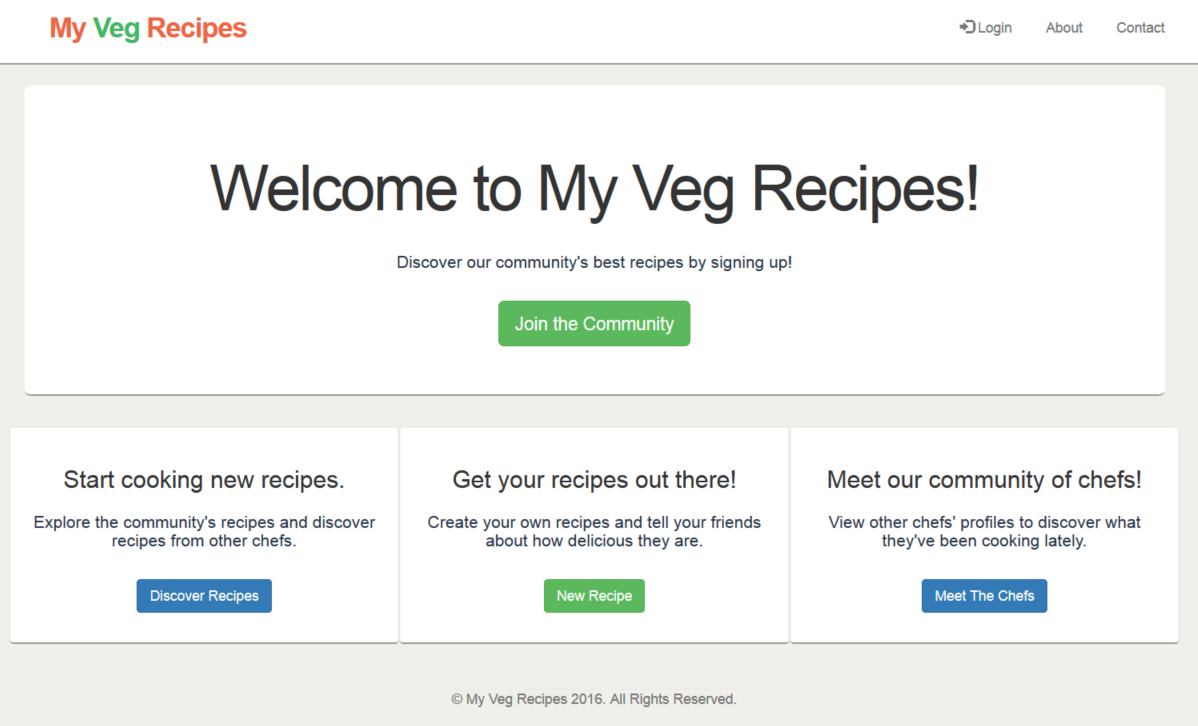 My Veg Recipes
Login
About
Contact
Welcome to My Veg Recipes!
Discover our community's best recipes by signing up!
Join the Community
Start cooking new recipes.
Explore the community's recipes and discover
recipes from other chefs.
Discover Recipes
Get your recipes out there!
Create your own recipes and tell your friends
about how delicious they are.
New Recipe
Meet our community of chefs!
View other chefs' profiles to discover what
they've been cooking lately.
Meet The Chefs
© My Veg Recipes 2016. All Rights Reserved.